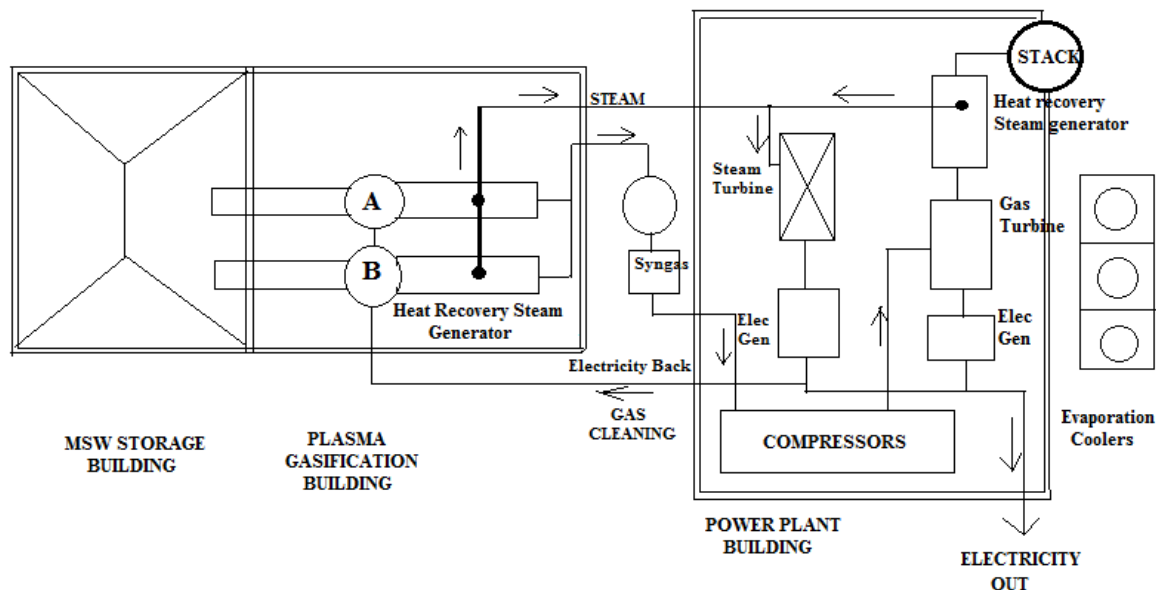 STACK
STEAM
Heat recovery
Steam generator
Steam
Turbine
A
Gas
Turbine
B
Syngas
Heat Recovery Steam
Generator
Elec
Gen
Elec
Gen
Electricity Back
GAS
CLEANING
COMPRESSORS
Evaporation
Coolers
MSW STORAGE
BUILDING
PLASMA
GASIFICATION
BUILDING
POWER PLANT
BUILDING
ELECTRICITY
OUT